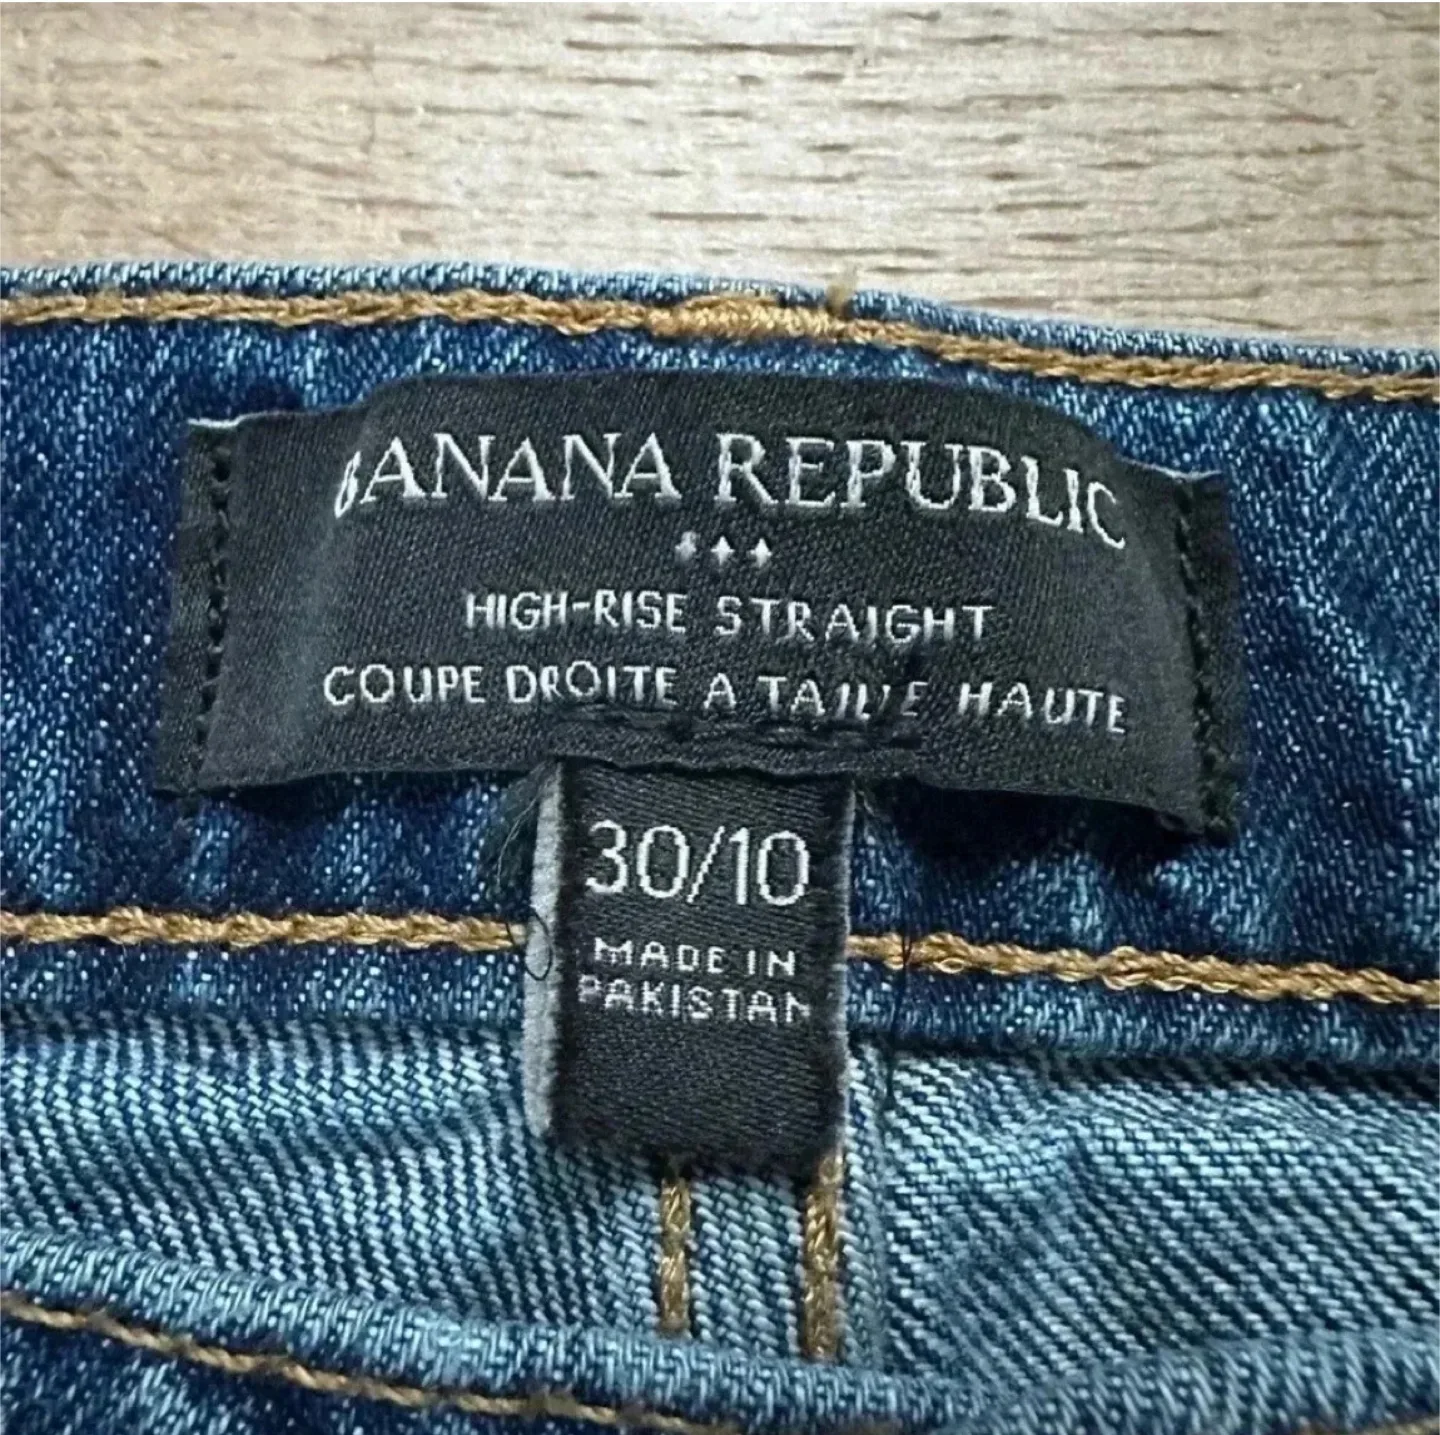 BANANA REPUBLIC
HIGH-RISE STRAIGHT
COUPE DROITE A TAILLE HAUTE
30/10
MADE IN
PAKISTAN